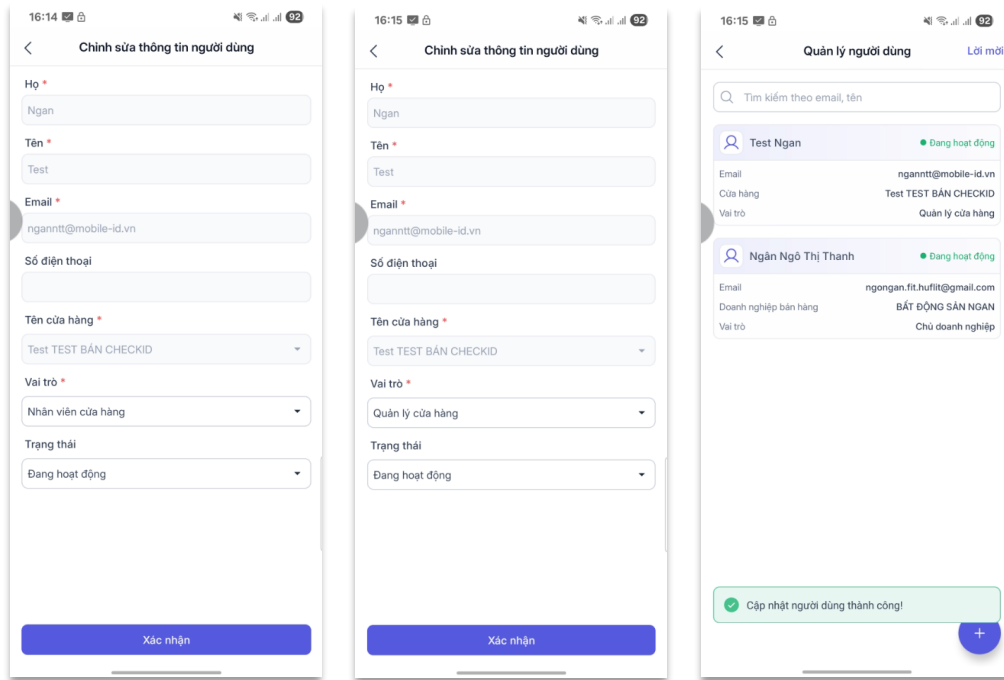 16:14
92
Chỉnh sửa thông tin người dùng
Họ *
Ngan
Tên *
Test
Email *
nganntt@mobile-id.vn
Số điện thoại
Tên cửa hàng *
Test TEST BÁN CHECKID
Vai trò *
Nhân viên cửa hàng
Trạng thái
Đang hoạt động
Xác nhận
16:15
92
Chỉnh sửa thông tin người dùng
Họ *
Ngan
Tên *
Test
Email *
nganntt@mobile-id.vn
Số điện thoại
Tên cửa hàng *
Test TEST BÁN CHECKID
Vai trò *
Quản lý cửa hàng
Trạng thái
Đang hoạt động
Xác nhận
16:15
92
Quản lý người dùng Lời mời
Tìm kiếm theo email, tên
Test Ngan Đang hoạt động
Email nganntt@mobile-id.vn
Cửa hàng Test TEST BÁN CHECKID
Vai trò Quản lý cửa hàng
Ngân Ngô Thị Thanh Đang hoạt động
Email ngongan.fit.huflit@gmail.com
Doanh nghiệp bán hàng BẤT ĐỘNG SẢN NGAN
Vai trò Chủ doanh nghiệp
Cập nhật người dùng thành công!
+